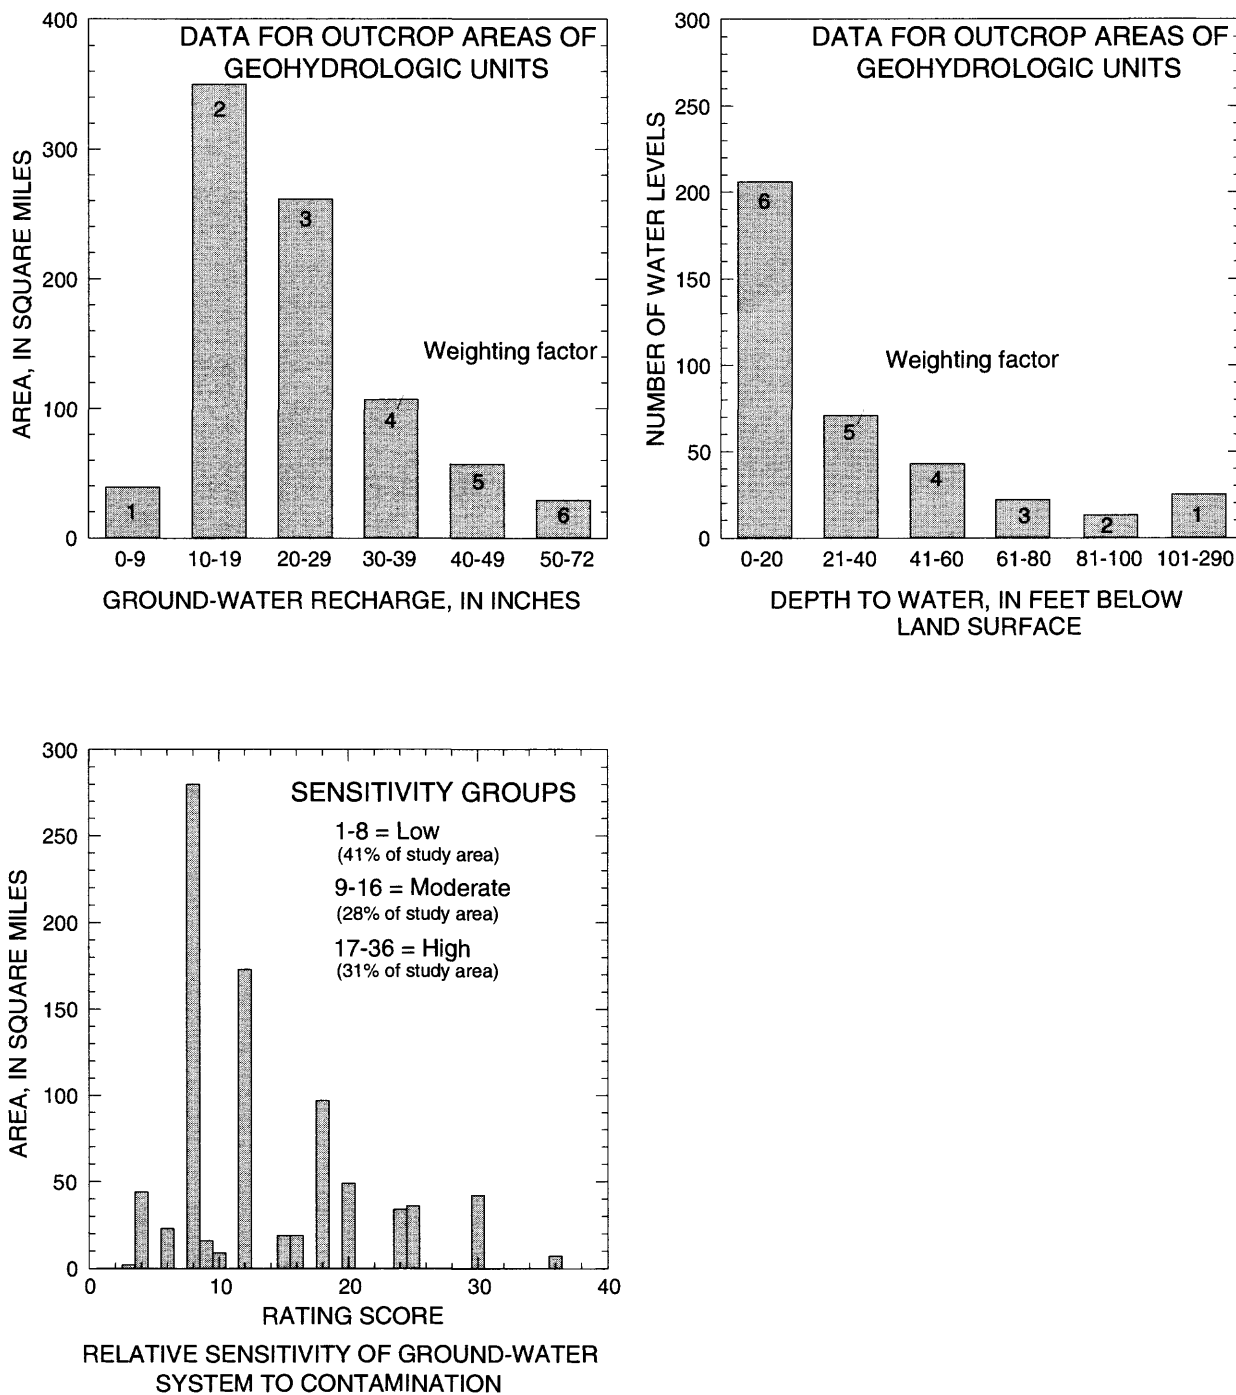 DATA FOR OUTCROP AREAS OF
GEOHYDROLOGIC UNITS
AREA, IN SQUARE MILES
400
300
200
100
0
1
2
3
4
5
6
Weighting factor
0-9
10-19
20-29
30-39
40-49
50-72
GROUND-WATER RECHARGE, IN INCHES
DATA FOR OUTCROP AREAS OF
GEOHYDROLOGIC UNITS
NUMBER OF WATER LEVELS
300
250
200
150
100
50
0
6
5
4
3
2
1
Weighting factor
0-20
21-40
41-60
61-80
81-100
101-290
DEPTH TO WATER, IN FEET BELOW
LAND SURFACE
AREA, IN SQUARE MILES
300
250
200
150
100
50
0
SENSITIVITY GROUPS
1-8 = Low
(41% of study area)
9-16 = Moderate
(28% of study area)
17-36 = High
(31% of study area)
0
10
20
30
40
RATING SCORE
RELATIVE SENSITIVITY OF GROUND-WATER
SYSTEM TO CONTAMINATION